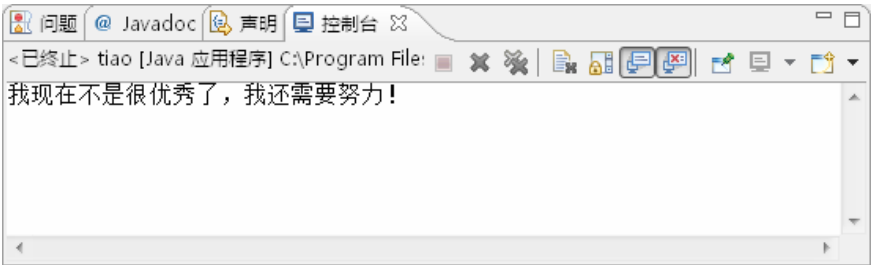 问题 @ Javadoc 声明 控制台
<已终止> tiao [Java 应用程序] C:\Program File
我现在不是很优秀了，我还需要努力！